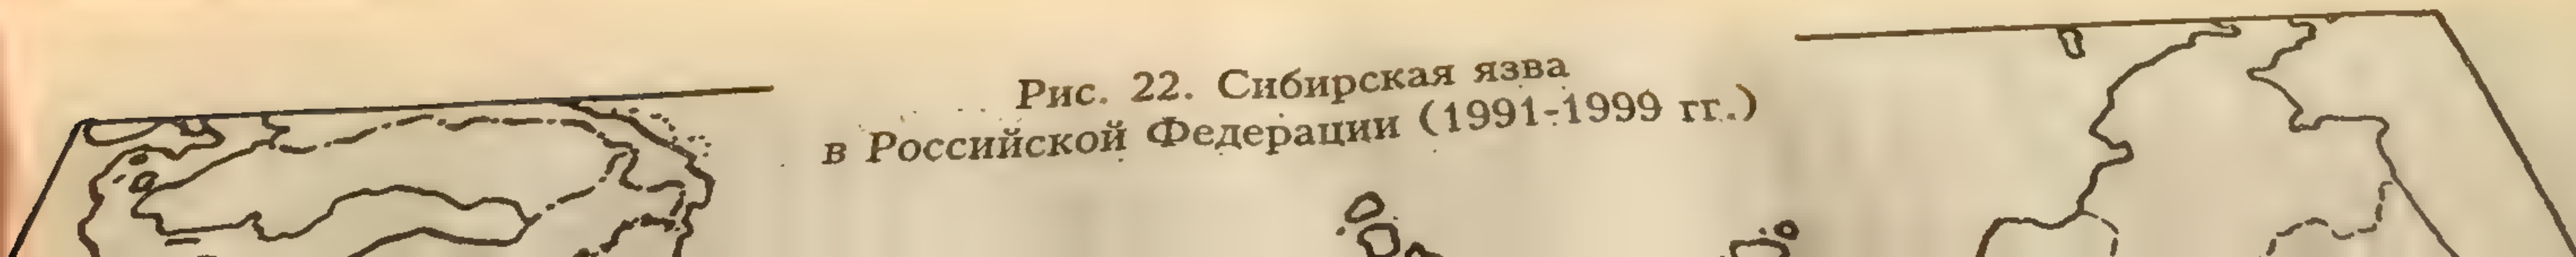 Рис. 22. Сибирская язва
в Российской Федерации (1991-1999 гг.)